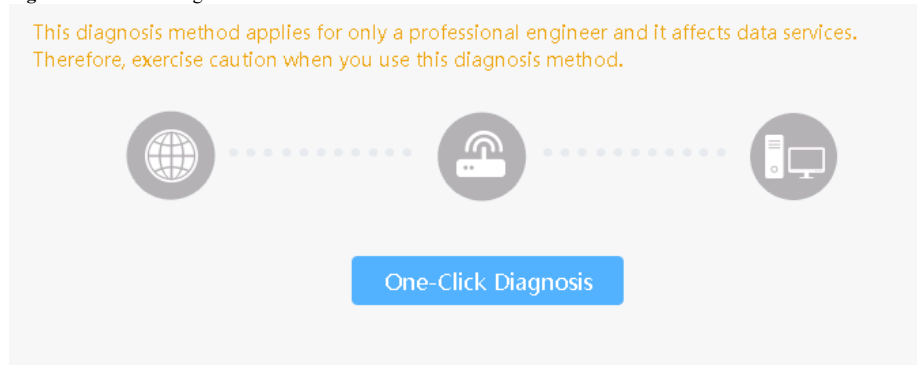 This diagnosis method applies for only a professional engineer and it affects data services.
Therefore, exercise caution when you use this diagnosis method.
One-Click Diagnosis